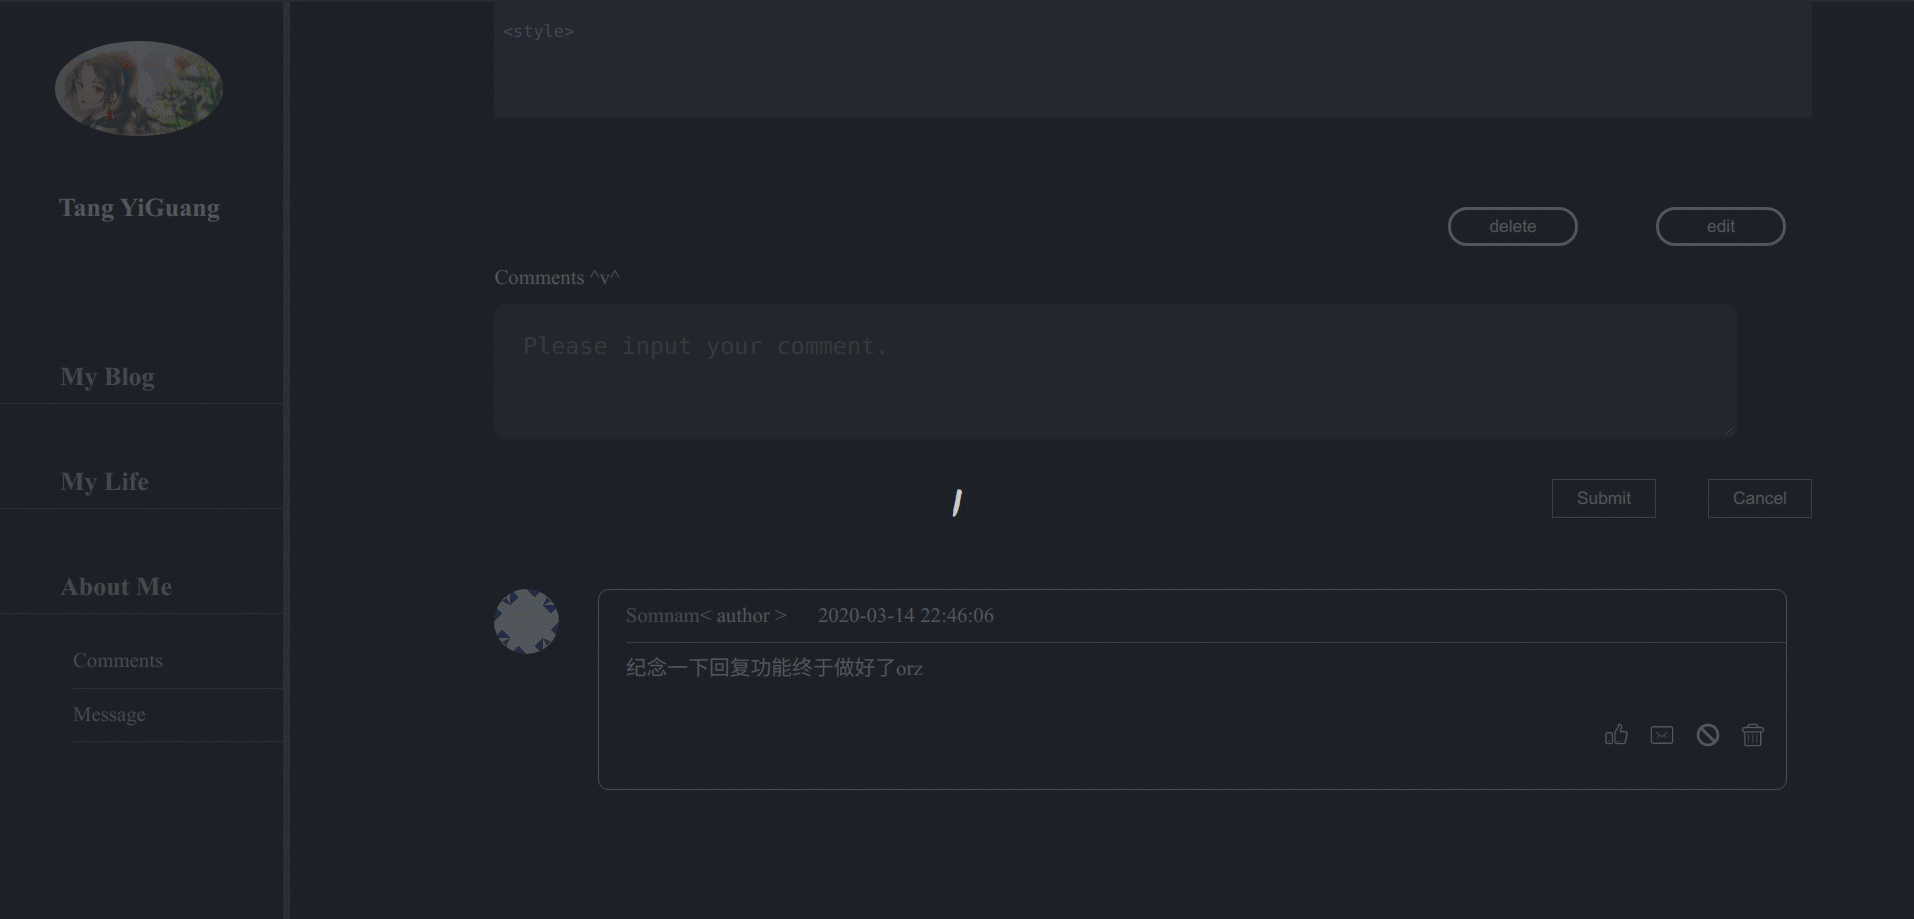 <style>
Tang YiGuang
My Blog
My Life
About Me
Comments
Message
delete
edit
Comments ^v^
Please input your comment.
Submit
Cancel
Somnam< author > 2020-03-14 22:46:06
纪念一下回复功能终于做好了orz